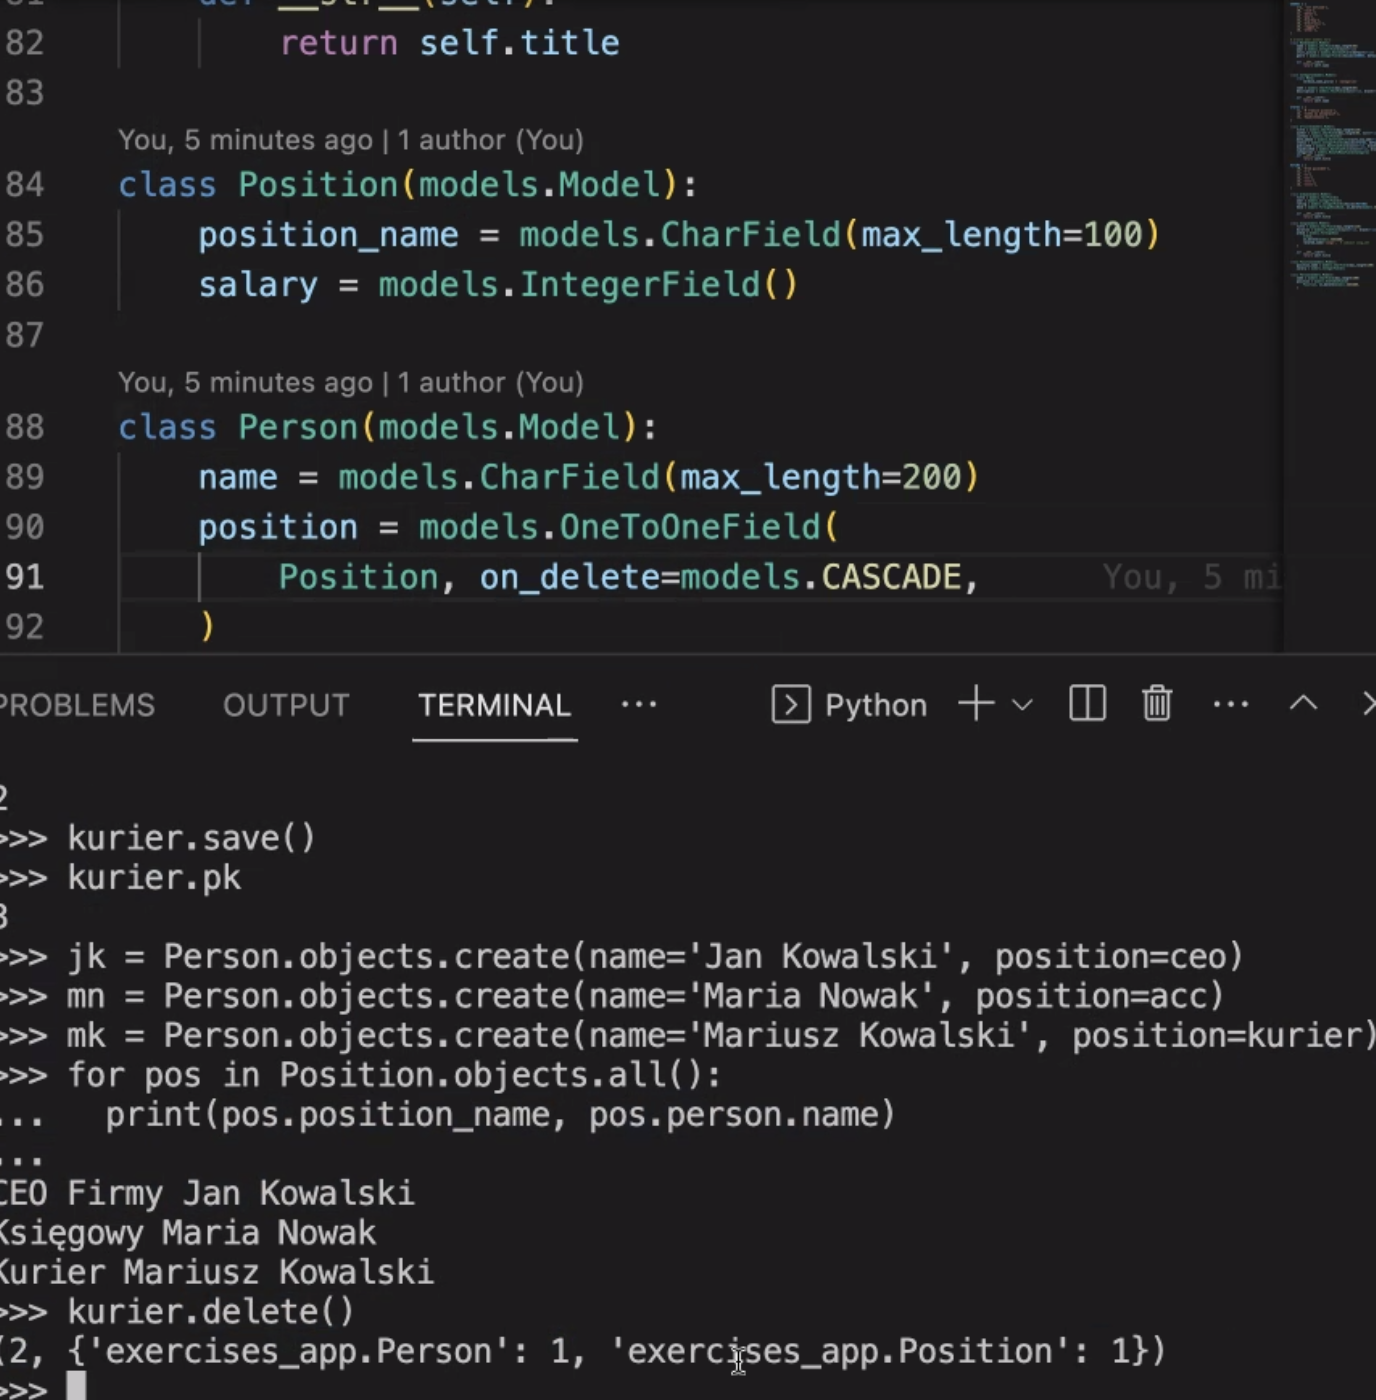 81 def __str__(self):
82 return self.title
83
You, 5 minutes ago | 1 author (You)
84 class Position(models.Model):
85 position_name = models.CharField(max_length=100)
86 salary = models.IntegerField()
87
You, 5 minutes ago | 1 author (You)
88 class Person(models.Model):
89 name = models.CharField(max_length=200)
90 position = models.OneToOneField(
91 Position, on_delete=models.CASCADE, You, 5 mi
92 )
PROBLEMS OUTPUT TERMINAL ··· Python
2
>>> kurier.save()
>>> kurier.pk
3
>>> jk = Person.objects.create(name='Jan Kowalski', position=ceo)
>>> mn = Person.objects.create(name='Maria Nowak', position=acc)
>>> mk = Person.objects.create(name='Mariusz Kowalski', position=kurier)
>>> for pos in Position.objects.all():
... print(pos.position_name, pos.person.name)
...
CEO Firmy Jan Kowalski
Księgowy Maria Nowak
Kurier Mariusz Kowalski
>>> kurier.delete()
(2, {'exercises_app.Person': 1, 'exercises_app.Position': 1})
>>>